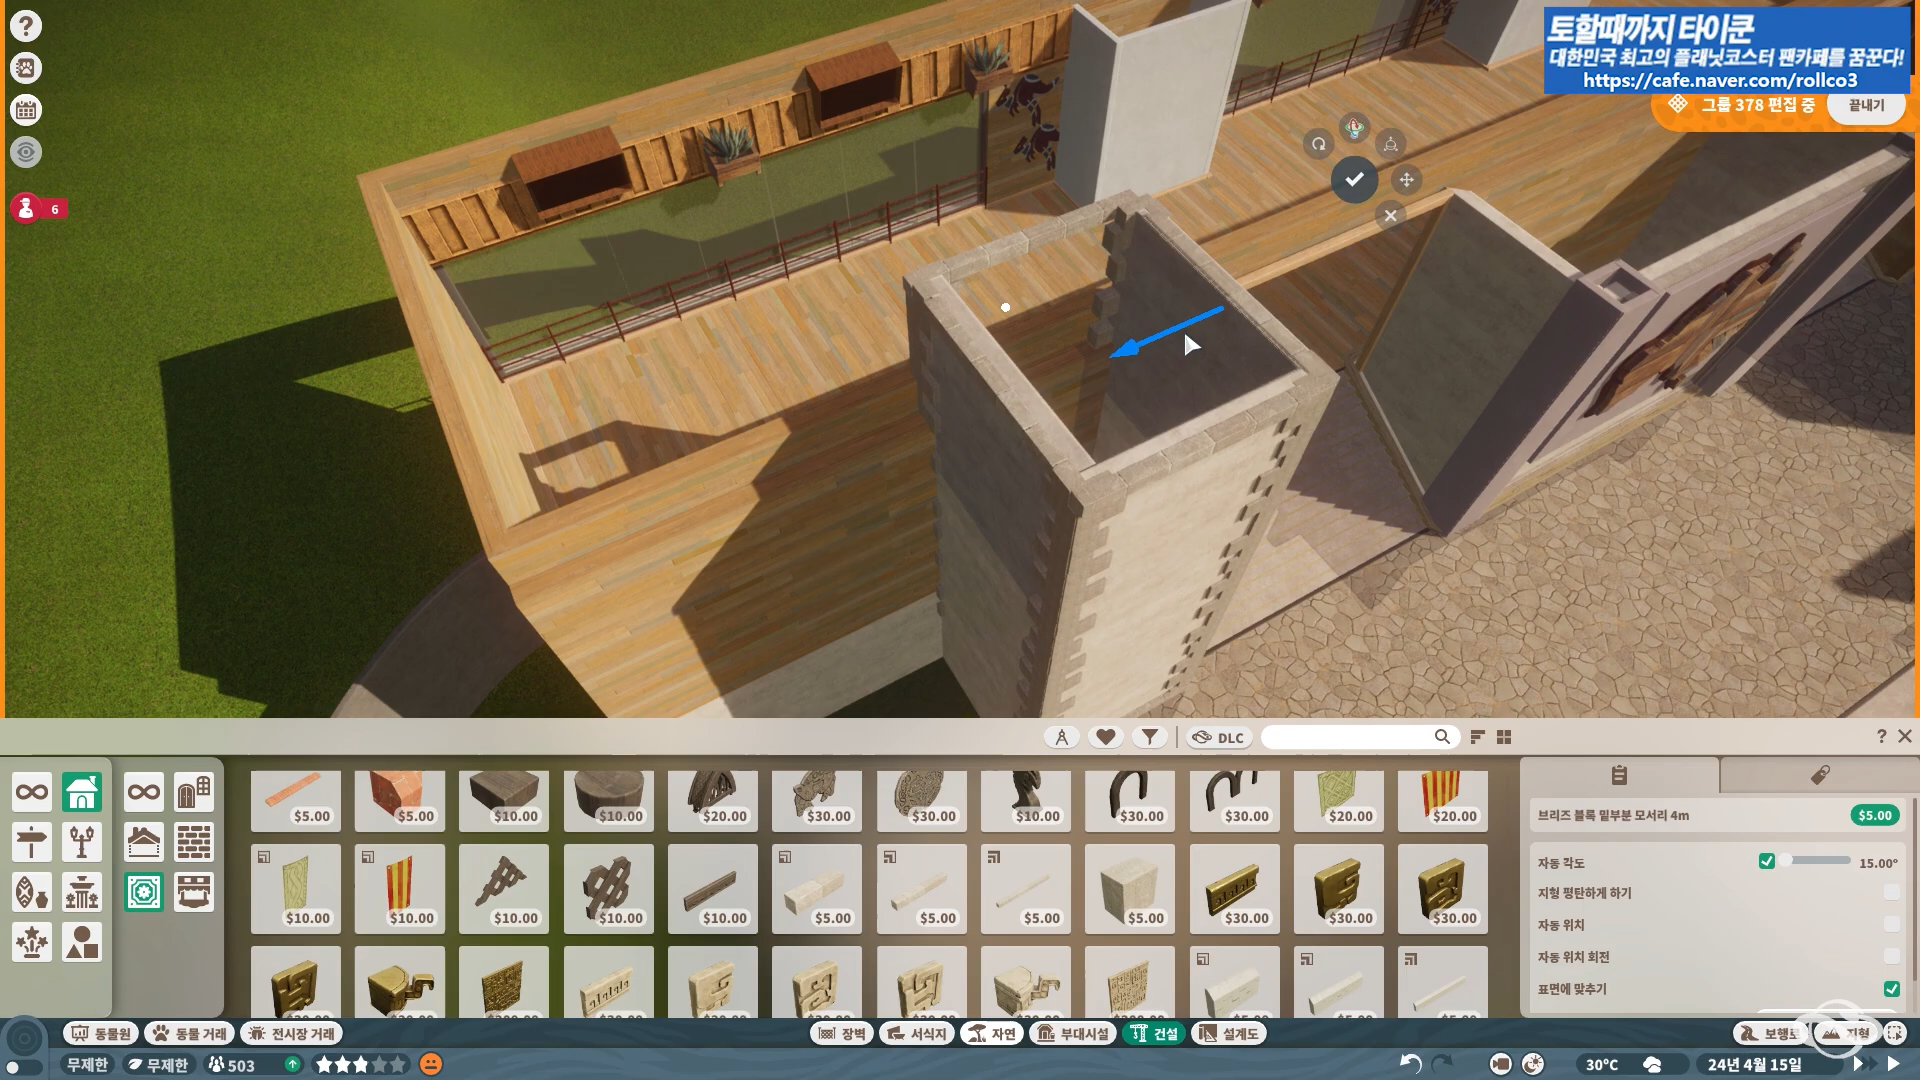 토할때까지 타이쿤
대한민국 최고의 플래닛코스터 팬카페를 꿈꾼다!
https://cafe.naver.com/rollco3
그룹 378 편집 중
끝내기
?
6
DLC
?
$5.00 $5.00 $10.00 $10.00 $20.00 $30.00 $30.00 $10.00 $30.00 $30.00 $20.00 $20.00
$10.00 $10.00 $10.00 $10.00 $10.00 $5.00 $5.00 $5.00 $5.00 $30.00 $30.00 $30.00
브리즈 블록 밑부분 모서리 4m
$5.00
자동 각도
15.00°
지형 평탄하게 하기
자동 위치
자동 위치 회전
표면에 맞추기
동물원 동물 거래 전시장 거래
장벽 서식지 자연 부대시설 건설 설계도
보행로 지형
무제한 무제한 503
30°C
24년 4월 15일